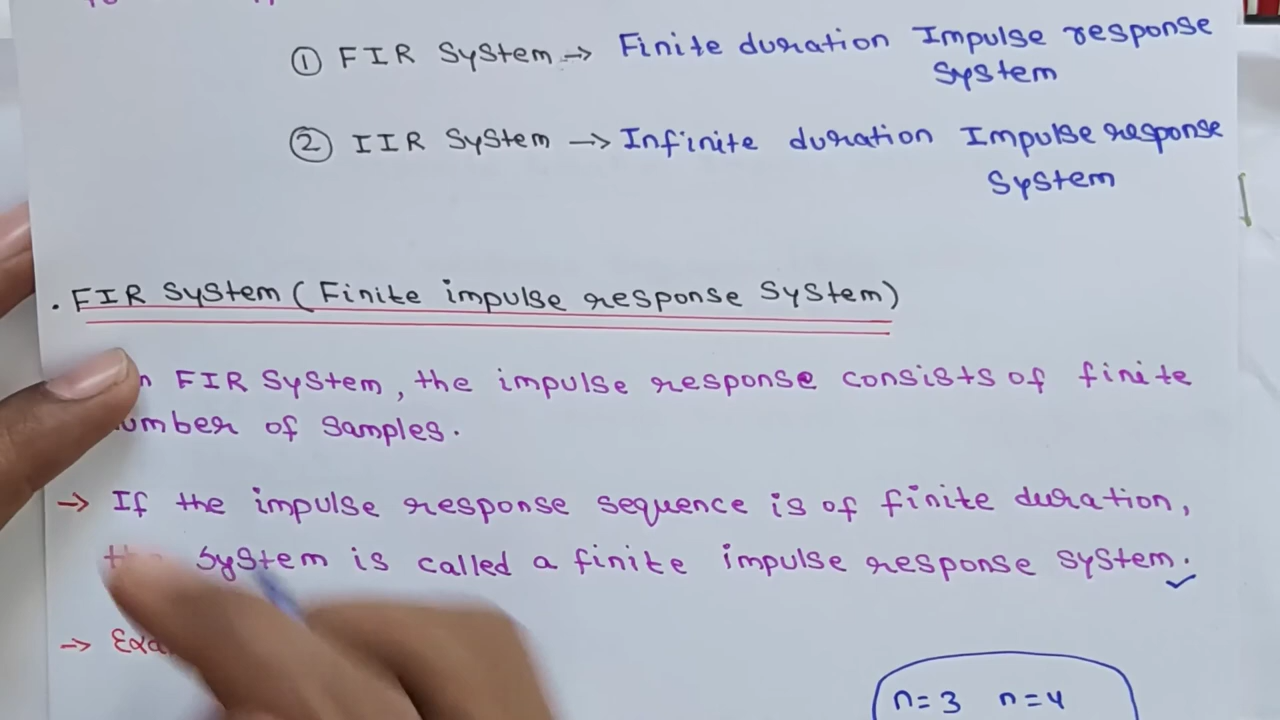 ① FIR System → Finite duration Impulse response
System
② IIR System → Infinite duration Impulse response
System
. FIR System (Finite impulse response System)
FIR System, the impulse response consists of finite
of Samples.
→ If the impulse response sequence is of finite duration,
the System is called a finite impulse response system.
→
n=3 n=4